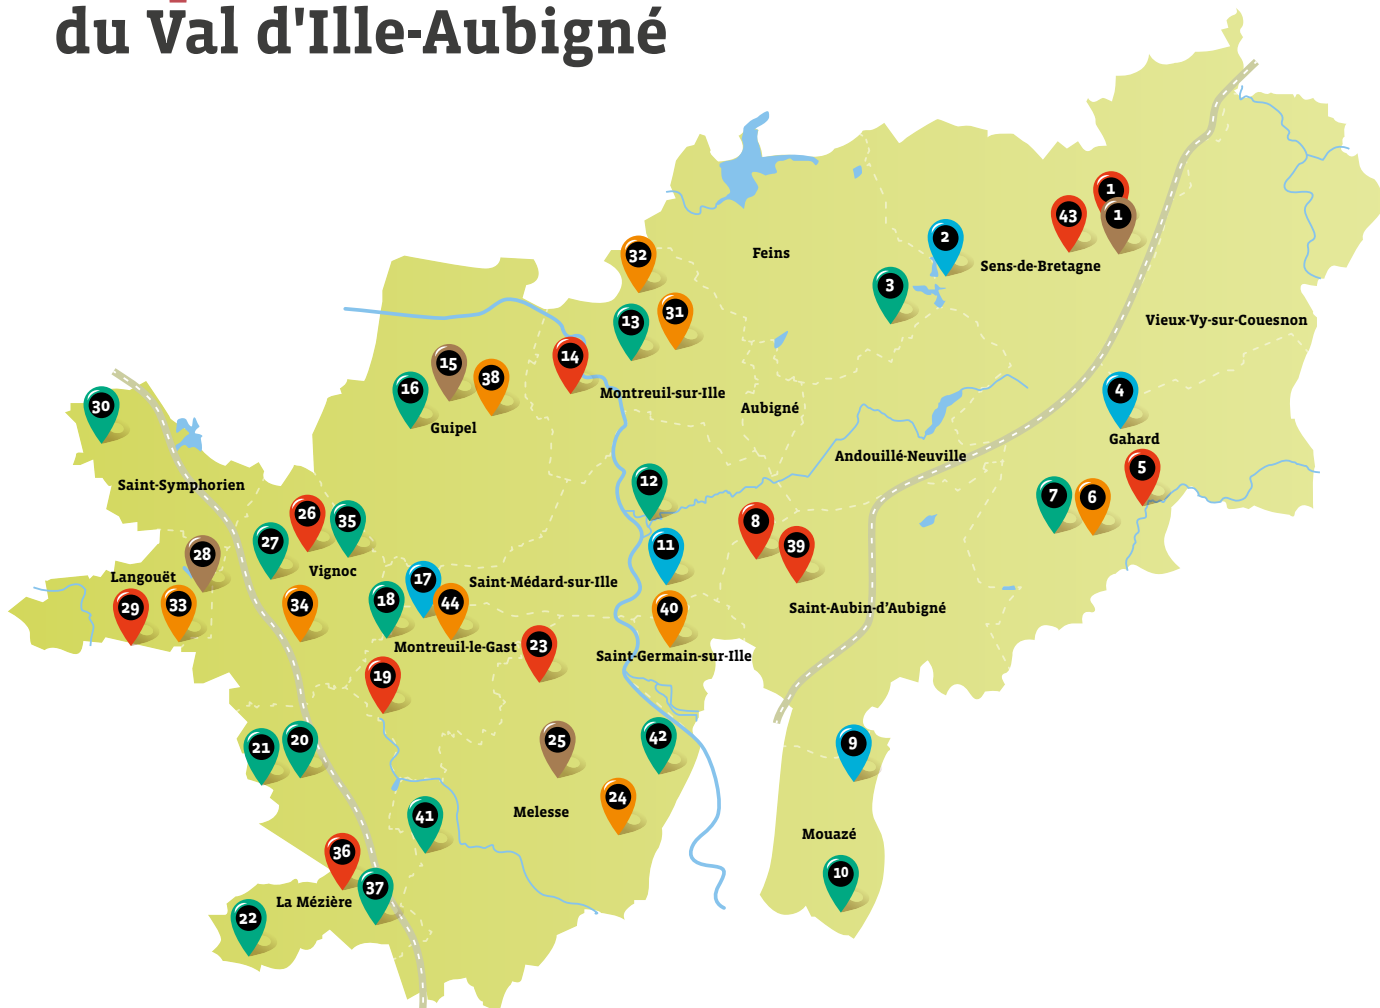 du Val d'Ille-Aubigné
1
43
1
2
Feins
32
Sens-de-Bretagne
3
31
13
Vieux-Vy-sur-Couesnon
14
15
38
16
4
Montreuil-sur-Ille
30
Aubigné
Guipel
Gahard
Andouillé-Neuville
5
12
Saint-Symphorien
7
6
26
35
8
27
11
39
28
Vignoc
Langouët
17
Saint-Médard-sur-Ille
18
44
33
34
29
40
Saint-Aubin-d'Aubigné
Montreuil-le-Gast
23
Saint-Germain-sur-Ille
19
42
20
25
9
21
24
Melesse
41
Mouazé
36
10
37
La Mézière
22